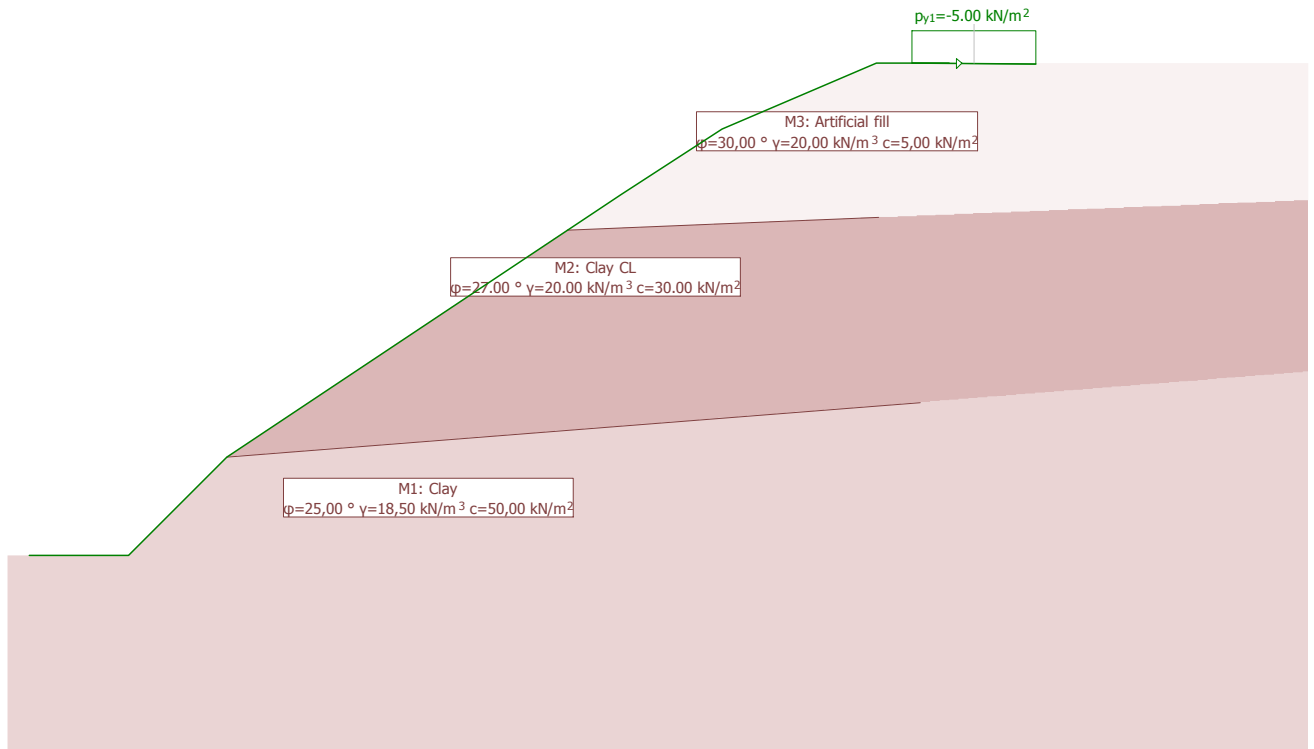 py1=-5.00 kN/m²
M3: Artificial fill
φ=30,00 ° γ=20,00 kN/m³ c=5,00 kN/m²
M2: Clay CL
φ=27.00 ° γ=20.00 kN/m³ c=30.00 kN/m²
M1: Clay
φ=25,00 ° γ=18,50 kN/m³ c=50,00 kN/m²